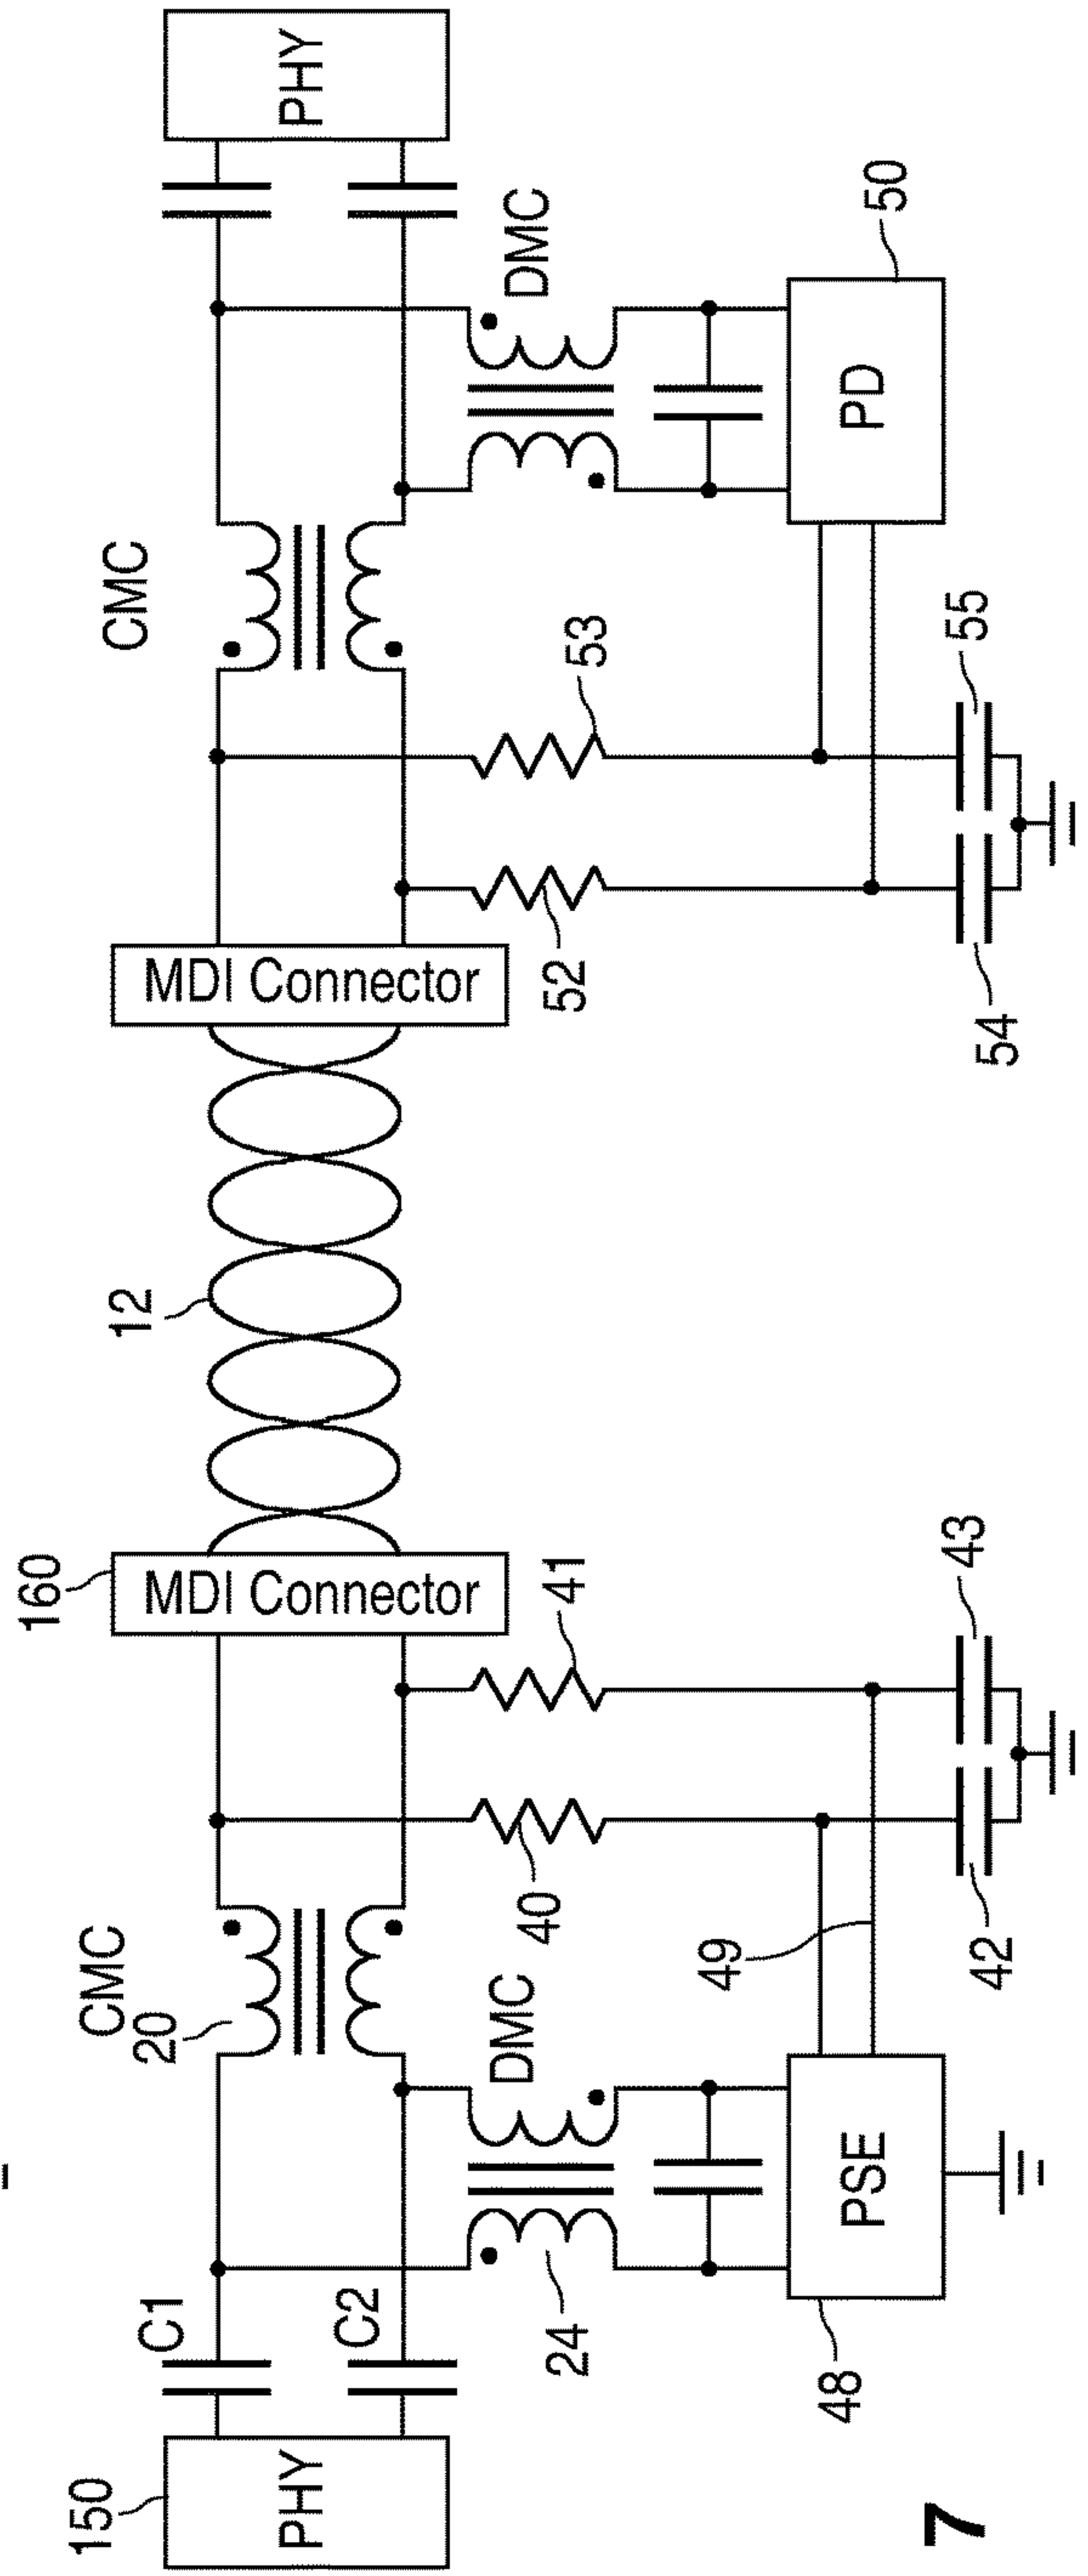 150
PHY
C1
C2
24
48
PSE
DMC
CMC
20
49
40
42
41
43
160
MDI Connector
12
MDI Connector
52
54
53
55
CMC
DMC
PD
50
PHY
7